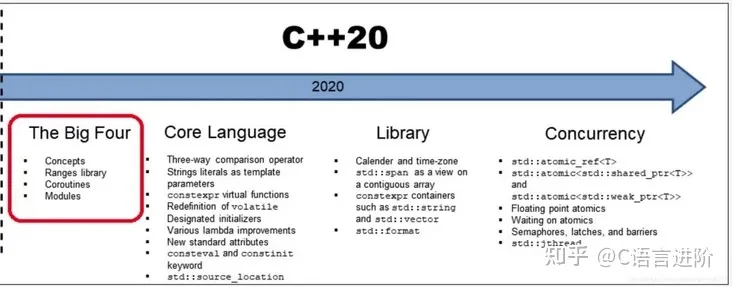 C++20
2020
The Big Four
▪ Concepts
▪ Ranges library
▪ Coroutines
▪ Modules
Core Language
▪ Three-way comparison operator
▪ Strings literals as template
parameters
▪ constexpr virtual functions
▪ Redefinition of volatile
▪ Designated initializers
▪ Various lambda improvements
▪ New standard attributes
▪ consteval and constinit
keyword
▪ std::source_location
Library
▪ Calender and time-zone
▪ std::span as a view on
a contiguous array
▪ constexpr containers
such as std::string
and std::vector
▪ std::format
Concurrency
▪ std::atomic_ref<T>
▪ std::atomic<std::shared_ptr<T>>
and
std::atomic<std::weak_ptr<T>>
▪ Floating point atomics
▪ Waiting on atomics
▪ Semaphores, latches, and barriers
▪ std::jthread
知乎 @C语言进阶